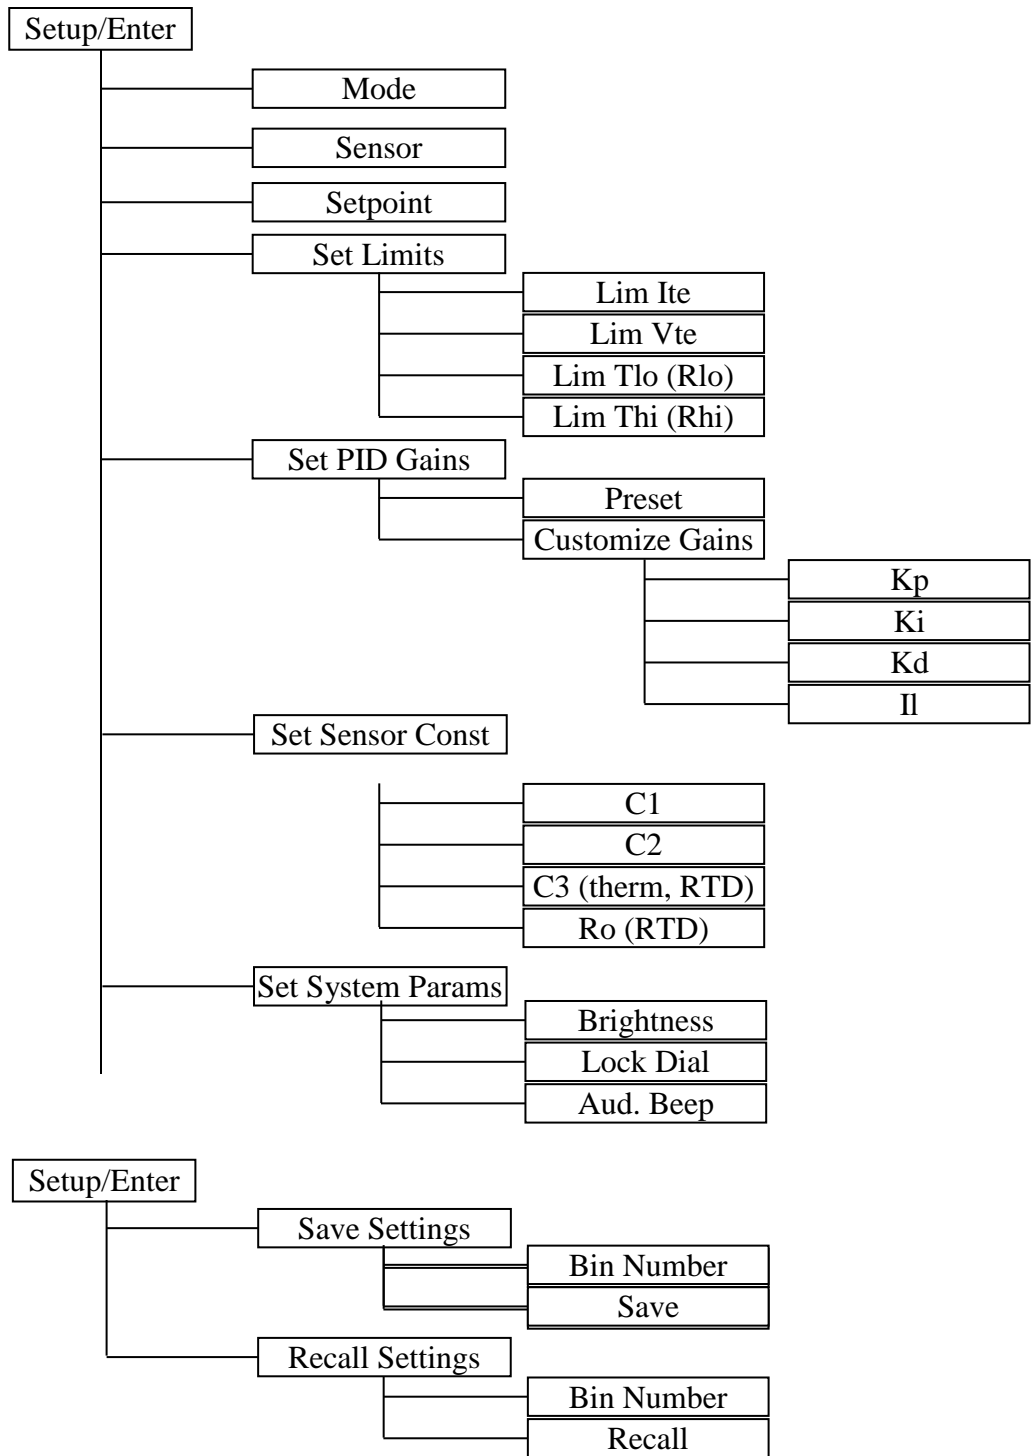 Setup/Enter
Mode
Sensor
Setpoint
Set Limits
Lim Ite
Lim Vte
Lim Tlo (Rlo)
Lim Thi (Rhi)
Set PID Gains
Preset
Customize Gains
Kp
Ki
Kd
Il
Set Sensor Const
C1
C2
C3 (therm, RTD)
Ro (RTD)
Set System Params
Brightness
Lock Dial
Aud. Beep
Setup/Enter
Save Settings
Bin Number
Save
Recall Settings
Bin Number
Recall